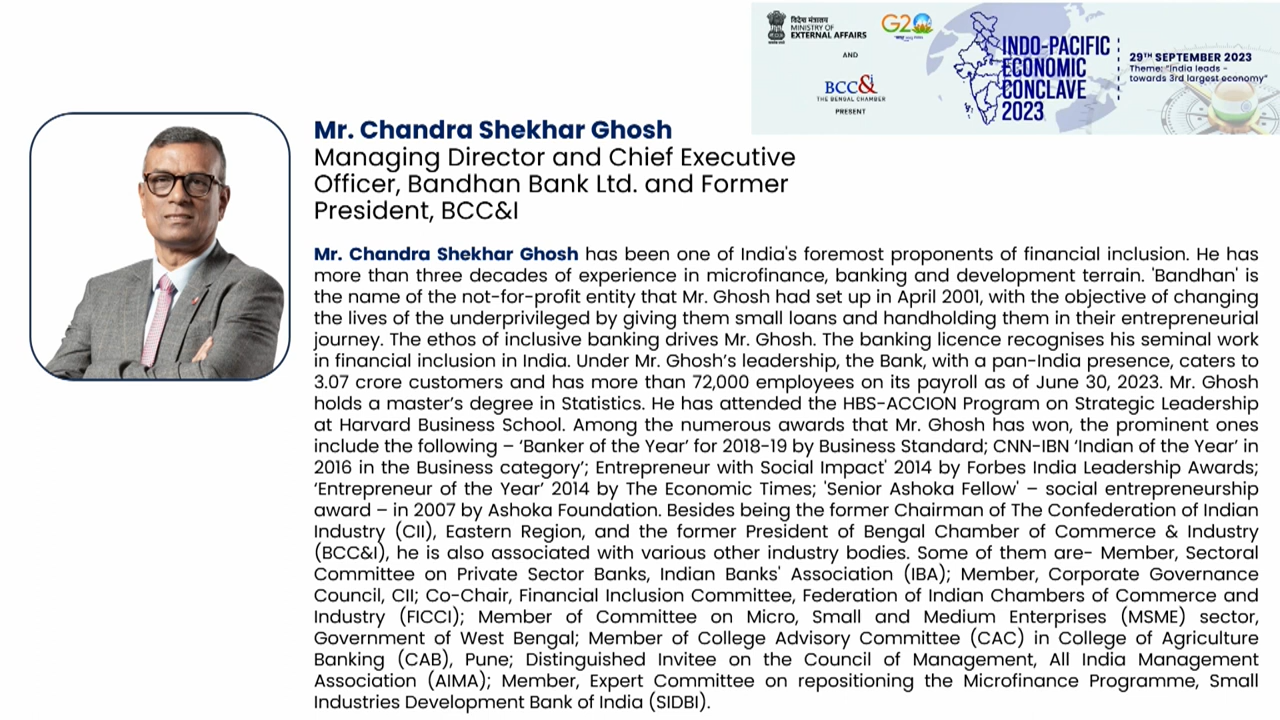 विदेश मंत्रालय
MINISTRY OF
EXTERNAL AFFAIRS
G20
AND
BCC&I
THE BENGAL CHAMBER
PRESENT
INDO-PACIFIC
ECONOMIC
CONCLAVE
2023
29TH SEPTEMBER 2023
Theme: "India leads -
towards 3rd largest economy"
Mr. Chandra Shekhar Ghosh
Managing Director and Chief Executive
Officer, Bandhan Bank Ltd. and Former
President, BCC&I
Mr. Chandra Shekhar Ghosh has been one of India's foremost proponents of financial inclusion. He has
more than three decades of experience in microfinance, banking and development terrain. 'Bandhan' is
the name of the not-for-profit entity that Mr. Ghosh had set up in April 2001, with the objective of changing
the lives of the underprivileged by giving them small loans and handholding them in their entrepreneurial
journey. The ethos of inclusive banking drives Mr. Ghosh. The banking licence recognises his seminal work
in financial inclusion in India. Under Mr. Ghosh's leadership, the Bank, with a pan-India presence, caters to
3.07 crore customers and has more than 72,000 employees on its payroll as of June 30, 2023. Mr. Ghosh
holds a master's degree in Statistics. He has attended the HBS-ACCION Program on Strategic Leadership
at Harvard Business School. Among the numerous awards that Mr. Ghosh has won, the prominent ones
include the following – 'Banker of the Year' for 2018-19 by Business Standard; CNN-IBN 'Indian of the Year' in
2016 in the Business category'; Entrepreneur with Social Impact' 2014 by Forbes India Leadership Awards;
'Entrepreneur of the Year' 2014 by The Economic Times; 'Senior Ashoka Fellow' – social entrepreneurship
award – in 2007 by Ashoka Foundation. Besides being the former Chairman of The Confederation of Indian
Industry (CII), Eastern Region, and the former President of Bengal Chamber of Commerce & Industry
(BCC&I), he is also associated with various other industry bodies. Some of them are- Member, Sectoral
Committee on Private Sector Banks, Indian Banks' Association (IBA); Member, Corporate Governance
Council, CII; Co-Chair, Financial Inclusion Committee, Federation of Indian Chambers of Commerce and
Industry (FICCI); Member of Committee on Micro, Small and Medium Enterprises (MSME) sector,
Government of West Bengal; Member of College Advisory Committee (CAC) in College of Agriculture
Banking (CAB), Pune; Distinguished Invitee on the Council of Management, All India Management
Association (AIMA); Member, Expert Committee on repositioning the Microfinance Programme, Small
Industries Development Bank of India (SIDBI).